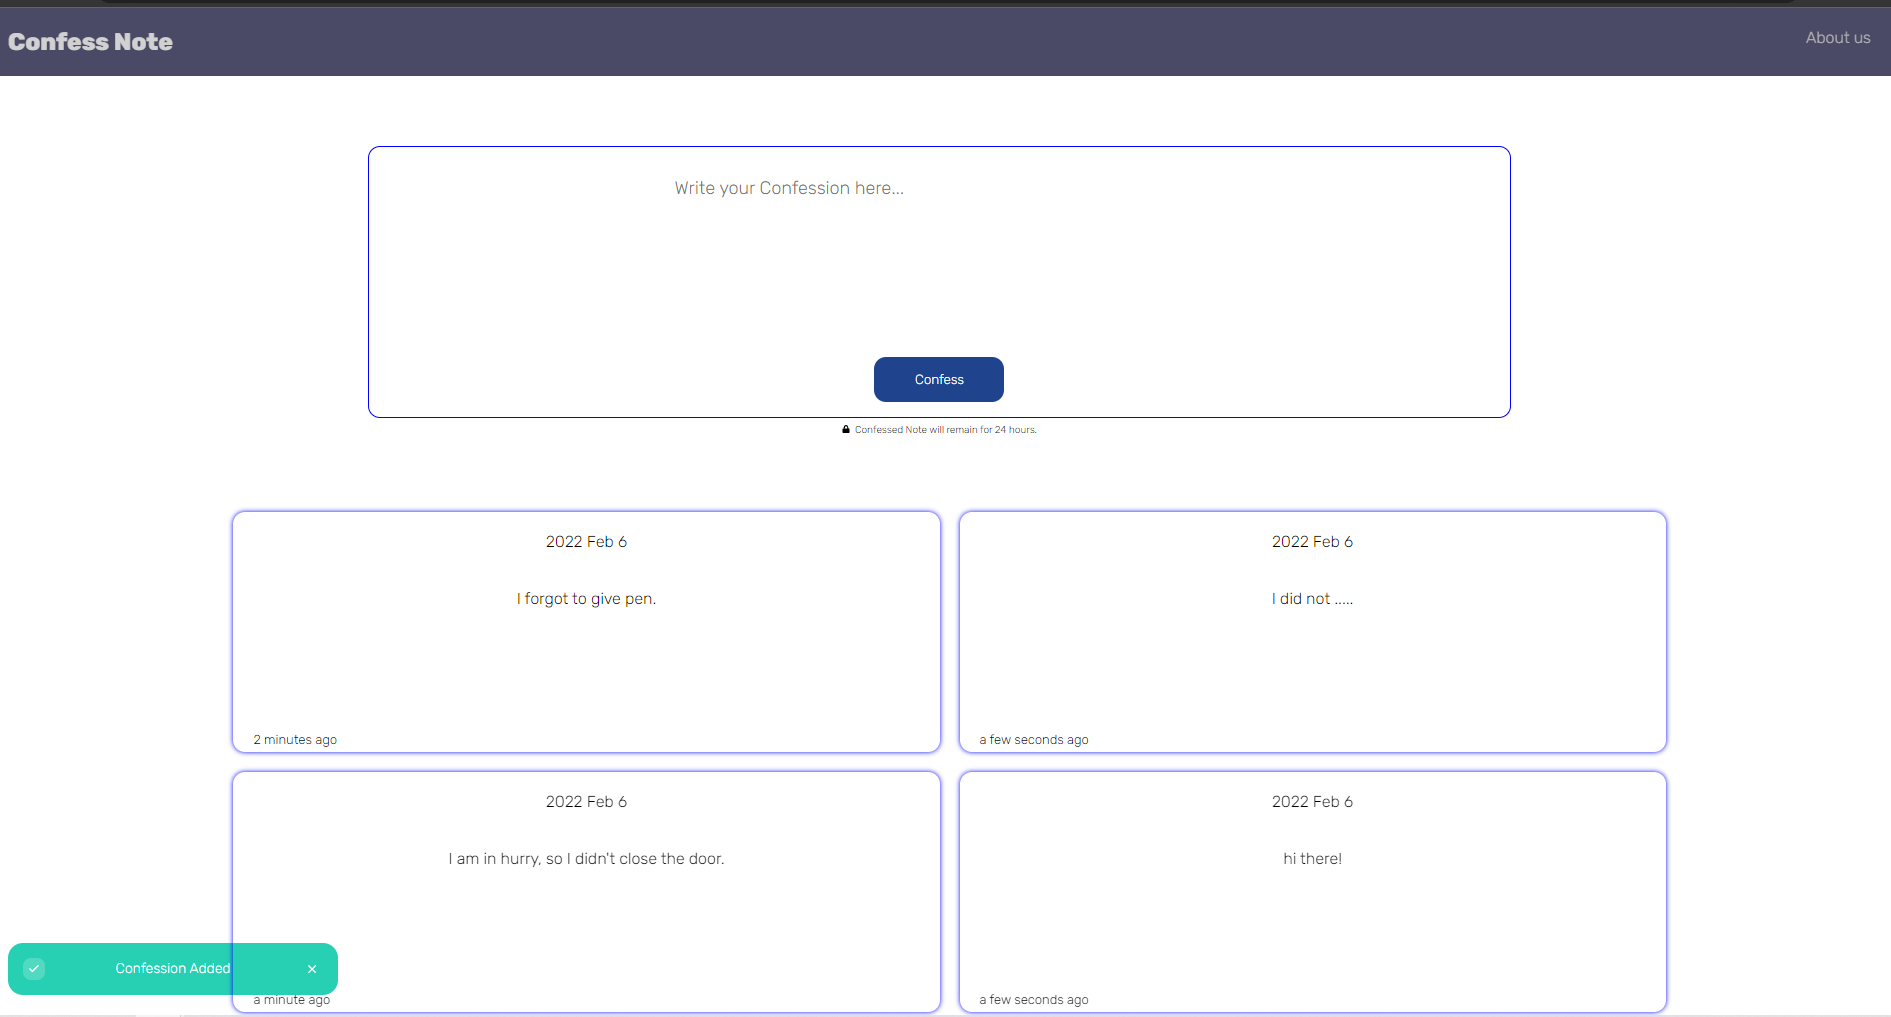 Confess Note
About us
Write your Confession here...
Confess
Confessed Note will remain for 24 hours.
2022 Feb 6
I forgot to give pen.
2 minutes ago
2022 Feb 6
I did not .....
a few seconds ago
2022 Feb 6
I am in hurry, so I didn't close the door.
a minute ago
2022 Feb 6
hi there!
a few seconds ago
Confession Added